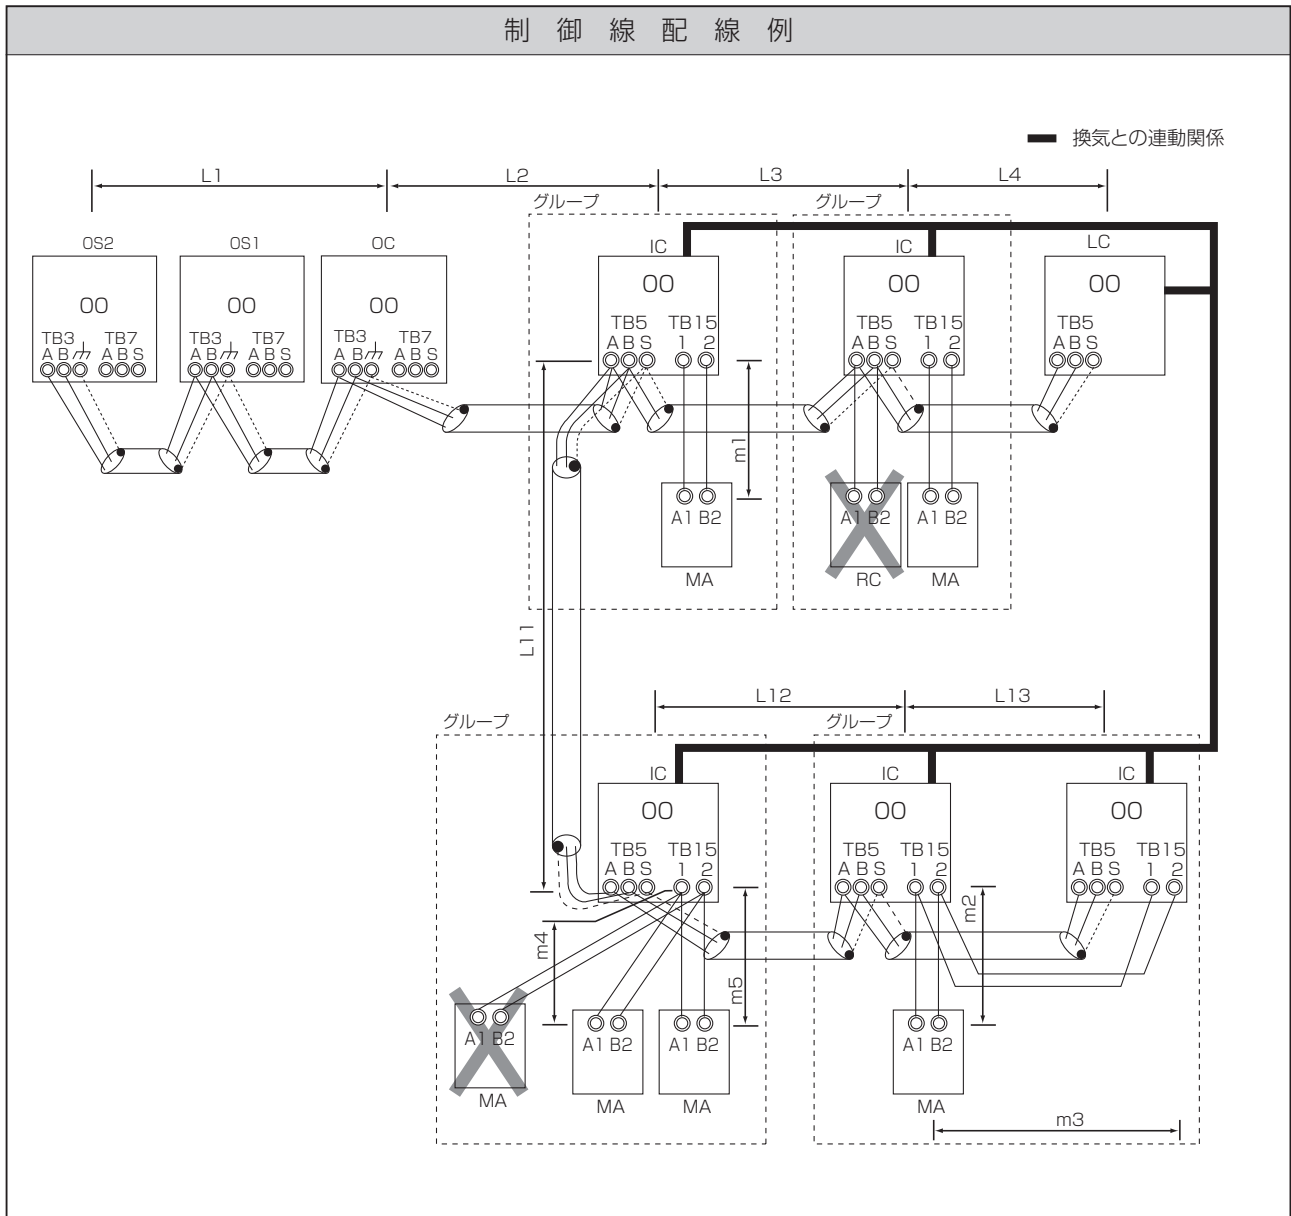 制御線配線例
換気との連動関係
L1 L2 L3 L4
グループ グループ
OS2 OS1 OC IC IC LC
00 00 00 00 00 00
TB3 TB7 TB3 TB7 TB3 TB7 TB5 TB15 TB5 TB15 TB5
A B A B S A B A B S A B A B S A B S 1 2 A B S 1 2 A B S
m1
A1 B2 A1 B2 A1 B2
MA RC MA
L11
L12 L13
グループ グループ
IC IC IC
00 00 00
TB5 TB15 TB5 TB15 TB5 TB15
A B S 1 2 A B S 1 2 A B S 1 2
m4 m5 m2
A1 B2 A1 B2 A1 B2 A1 B2
MA MA MA MA
m3